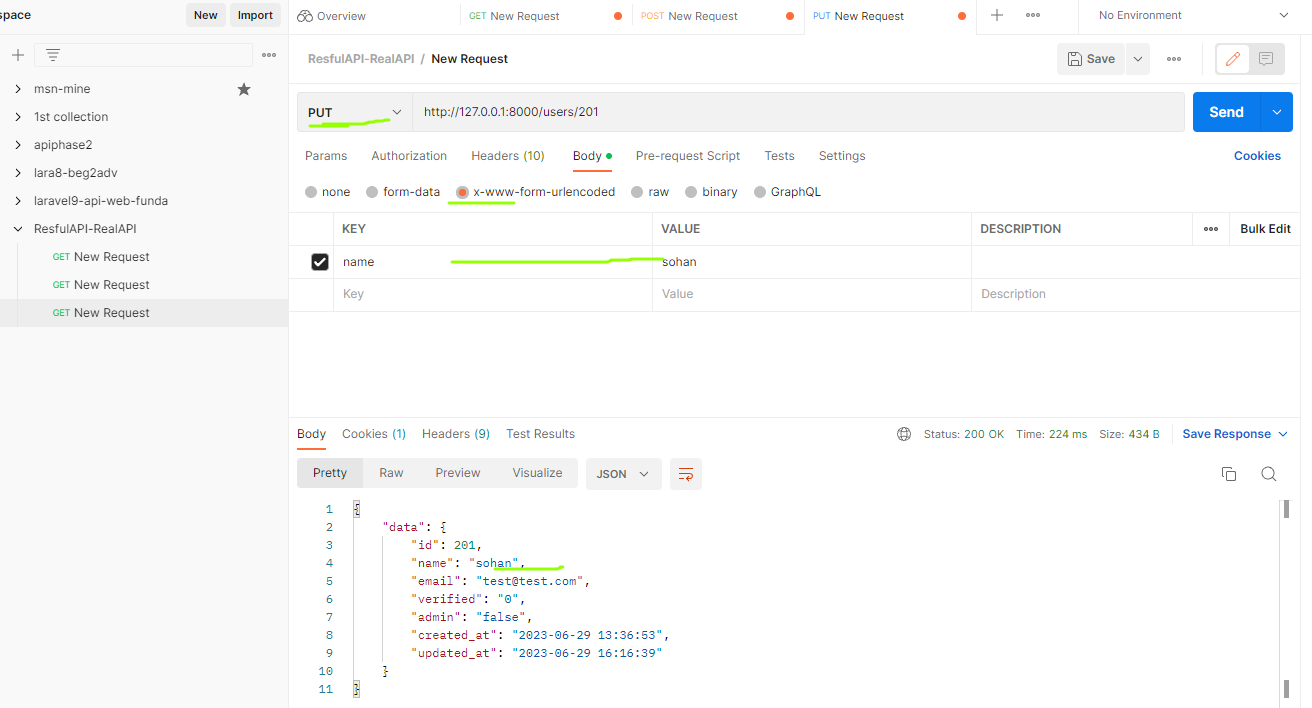 space
New
Import
Overview
GET New Request
POST New Request
PUT New Request
No Environment
ResfulAPI-RealAPI / New Request
Save
msn-mine
1st collection
apiphase2
lara8-beg2adv
laravel9-api-web-funda
ResfulAPI-RealAPI
GET New Request
GET New Request
GET New Request
PUT
http://127.0.0.1:8000/users/201
Send
Params
Authorization
Headers (10)
Body
Pre-request Script
Tests
Settings
Cookies
none
form-data
x-www-form-urlencoded
raw
binary
GraphQL
KEY
VALUE
DESCRIPTION
Bulk Edit
name
sohan
Key
Value
Description
Body
Cookies (1)
Headers (9)
Test Results
Status: 200 OK
Time: 224 ms
Size: 434 B
Save Response
Pretty
Raw
Preview
Visualize
JSON
1 {
2 "data": {
3 "id": 201,
4 "name": "sohan",
5 "email": "test@test.com",
6 "verified": "0",
7 "admin": "false",
8 "created_at": "2023-06-29 13:36:53",
9 "updated_at": "2023-06-29 16:16:39"
10 }
11 }